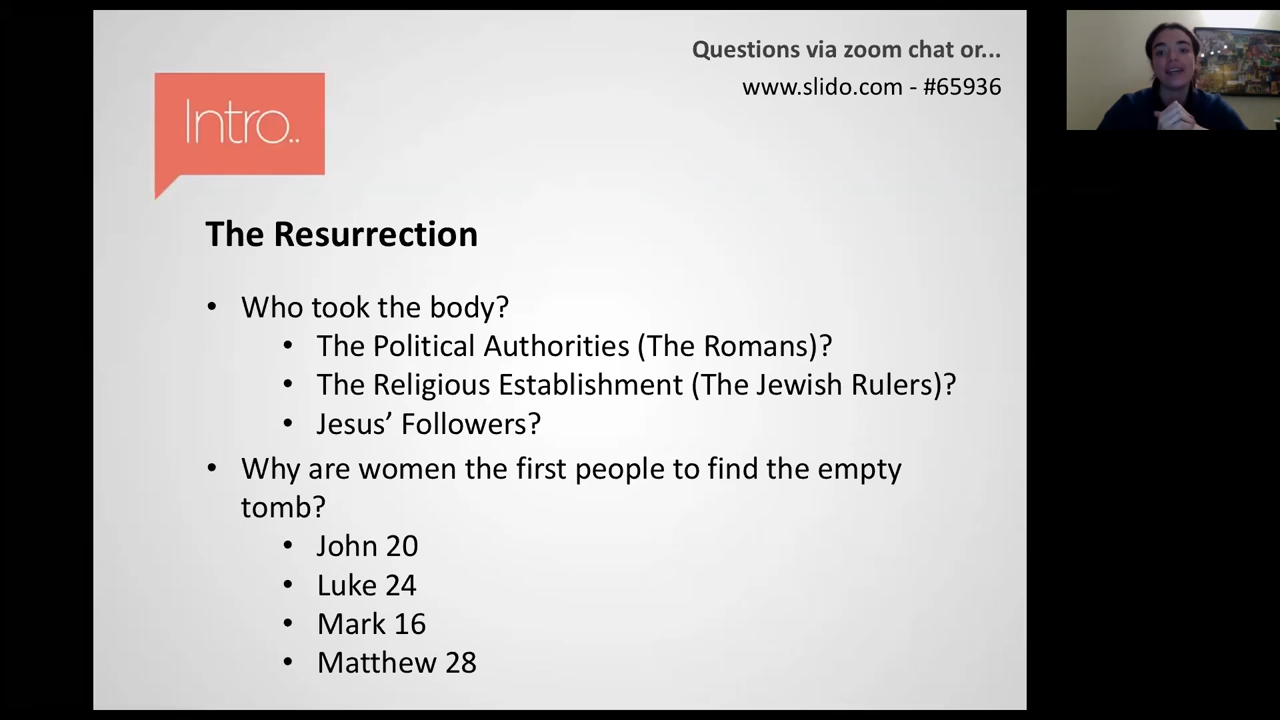 Questions via zoom chat or...
www.slido.com - #65936
Intro..
The Resurrection
• Who took the body?
• The Political Authorities (The Romans)?
• The Religious Establishment (The Jewish Rulers)?
• Jesus’ Followers?
• Why are women the first people to find the empty
tomb?
• John 20
• Luke 24
• Mark 16
• Matthew 28